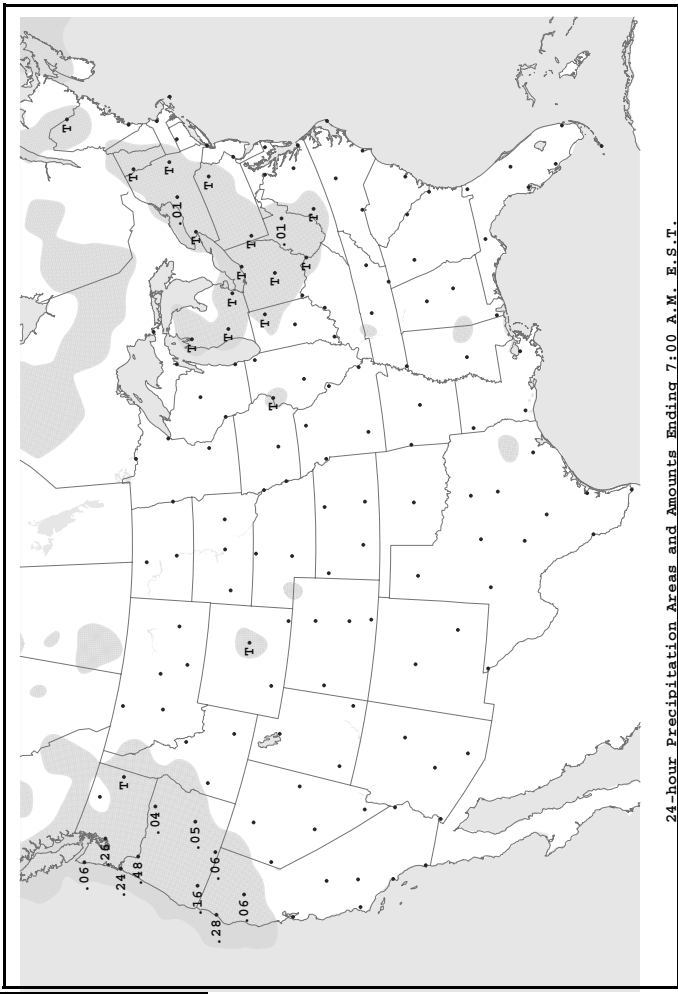 T
.06
.26
.24
T
T
.48
.04
T
.01
T
.05
T
.16
T
.06
.28
T
T
T
.06
T
T
T
T
T
.01
T
T
24-hour Precipitation Areas and Amounts Ending 7:00 A.M. E.S.T.